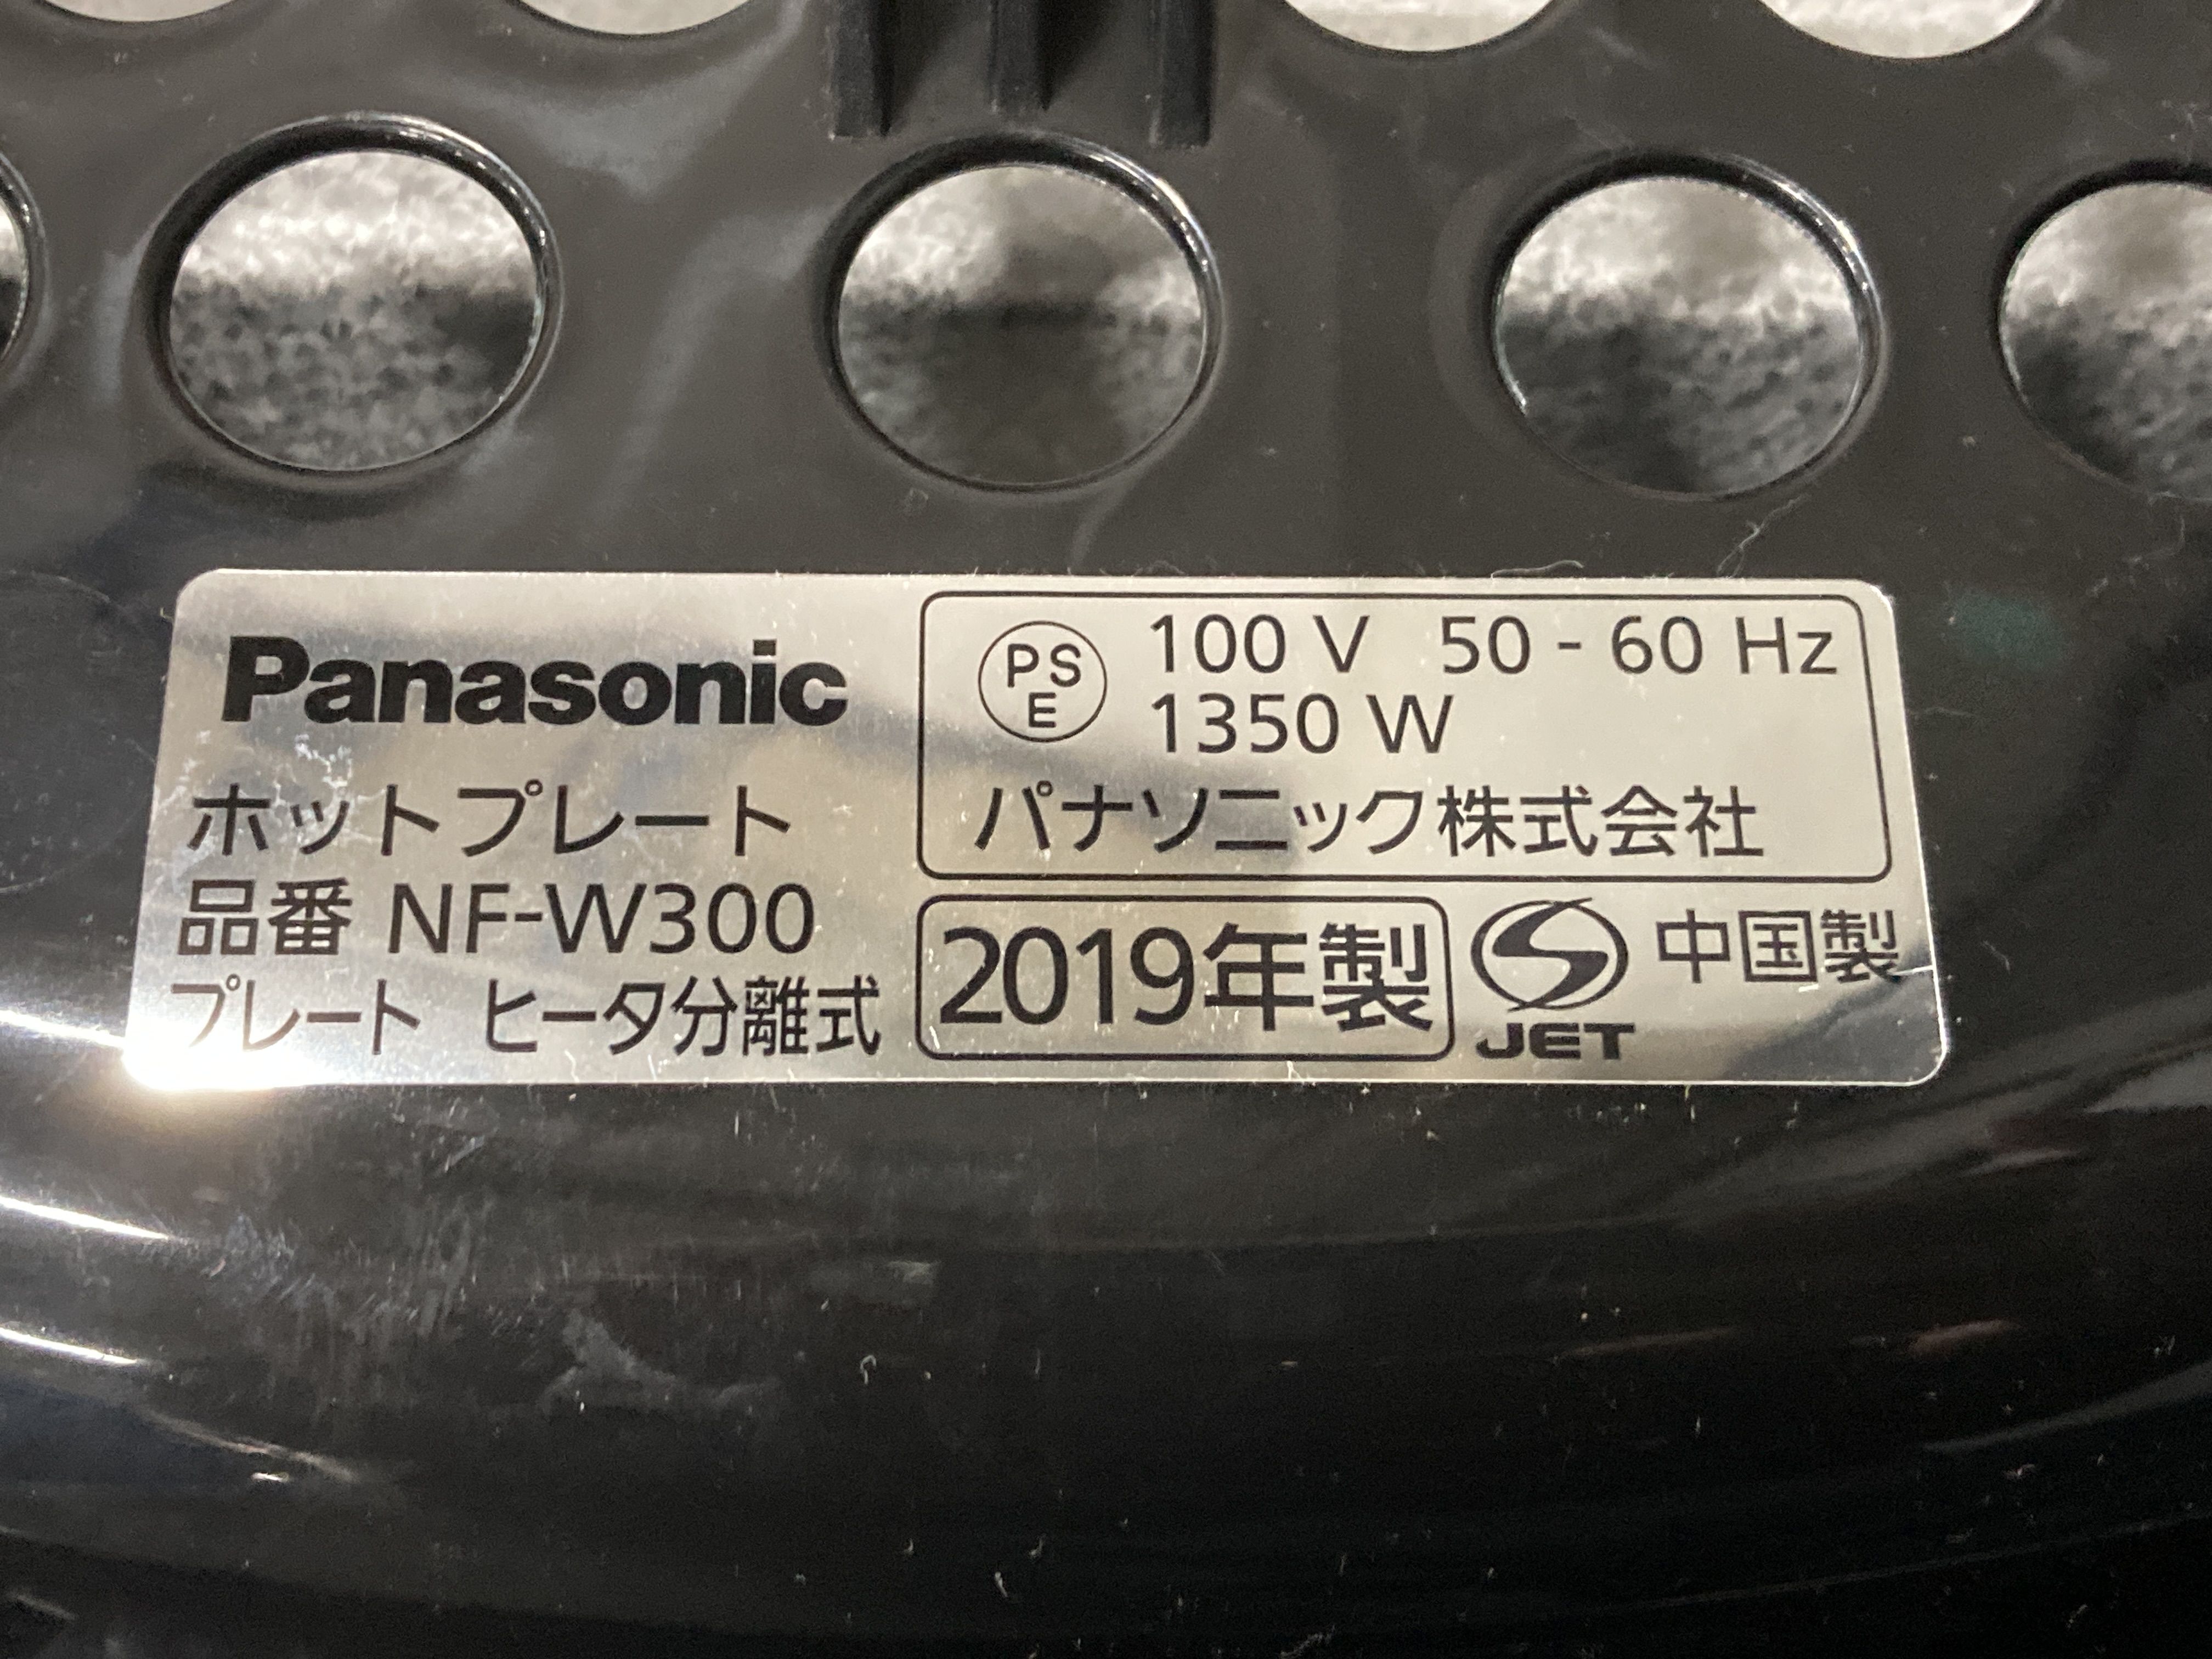 Panasonic
ホットプレート
品番 NF-W300
プレート ヒータ分離式
PS
E
100 V 50 - 60 Hz
1350 W
パナソニック株式会社
2019年製
JET
中国製